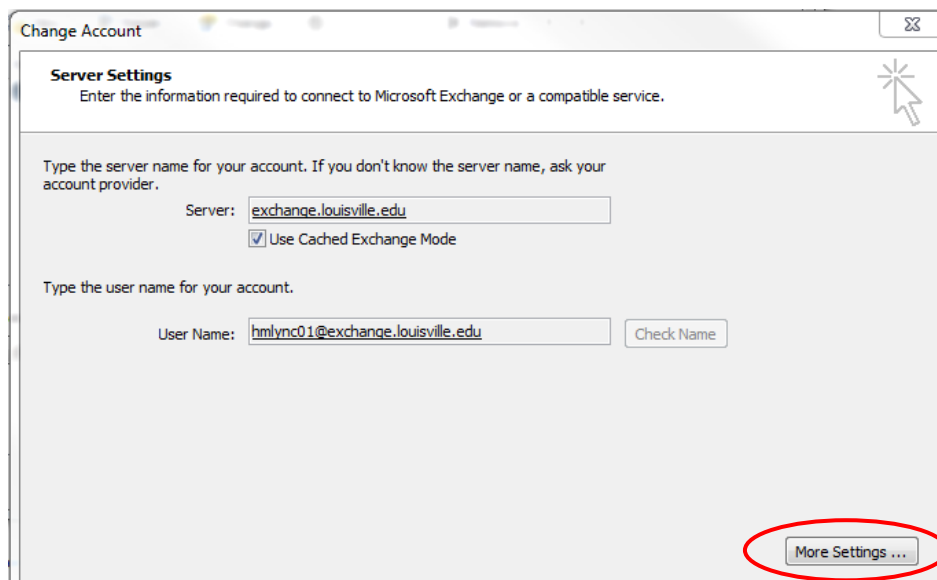 Change Account
Server Settings
Enter the information required to connect to Microsoft Exchange or a compatible service.
Type the server name for your account. If you don't know the server name, ask your
account provider.
Server: exchange.louisville.edu
Use Cached Exchange Mode
Type the user name for your account.
User Name: hmlync01@exchange.louisville.edu Check Name
More Settings ...